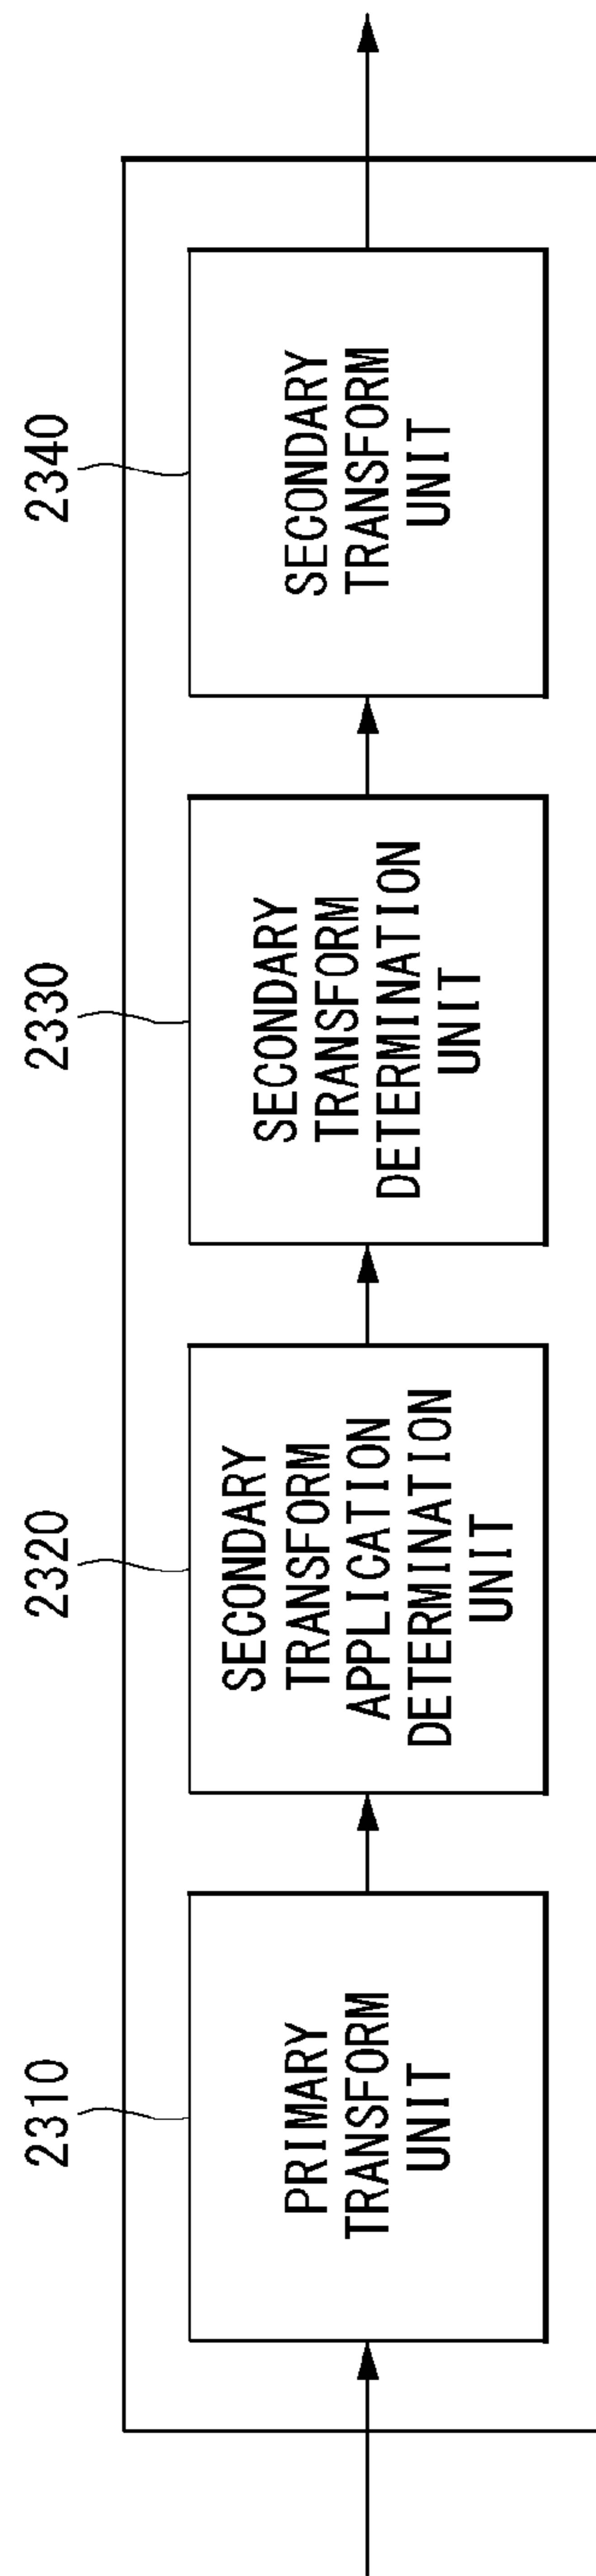 2310
PRIMARY
TRANSFORM
UNIT
2320
SECONDARY
TRANSFORM
APPLICATION
DETERMINATION
UNIT
2330
SECONDARY
TRANSFORM
DETERMINATION
UNIT
2340
SECONDARY
TRANSFORM
UNIT